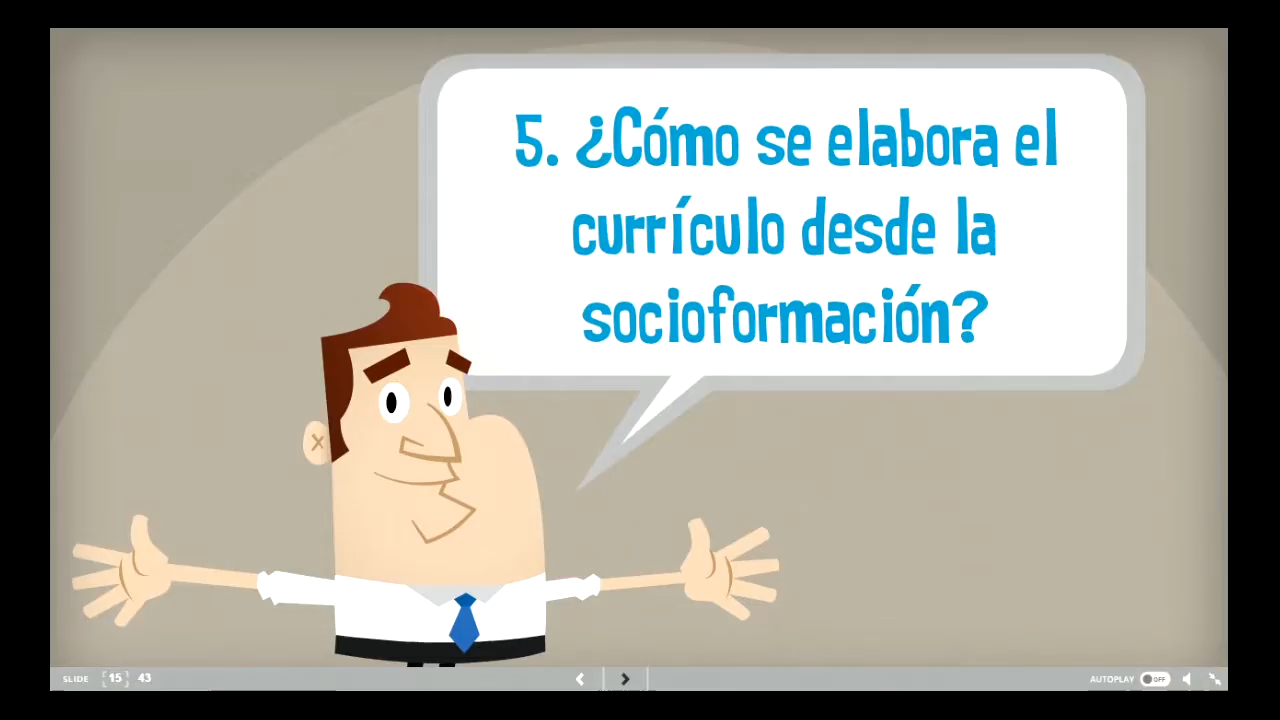 5. ¿Cómo se elabora el
currículo desde la
socioformación?
SLIDE 15 43
AUTOPLAY OFF